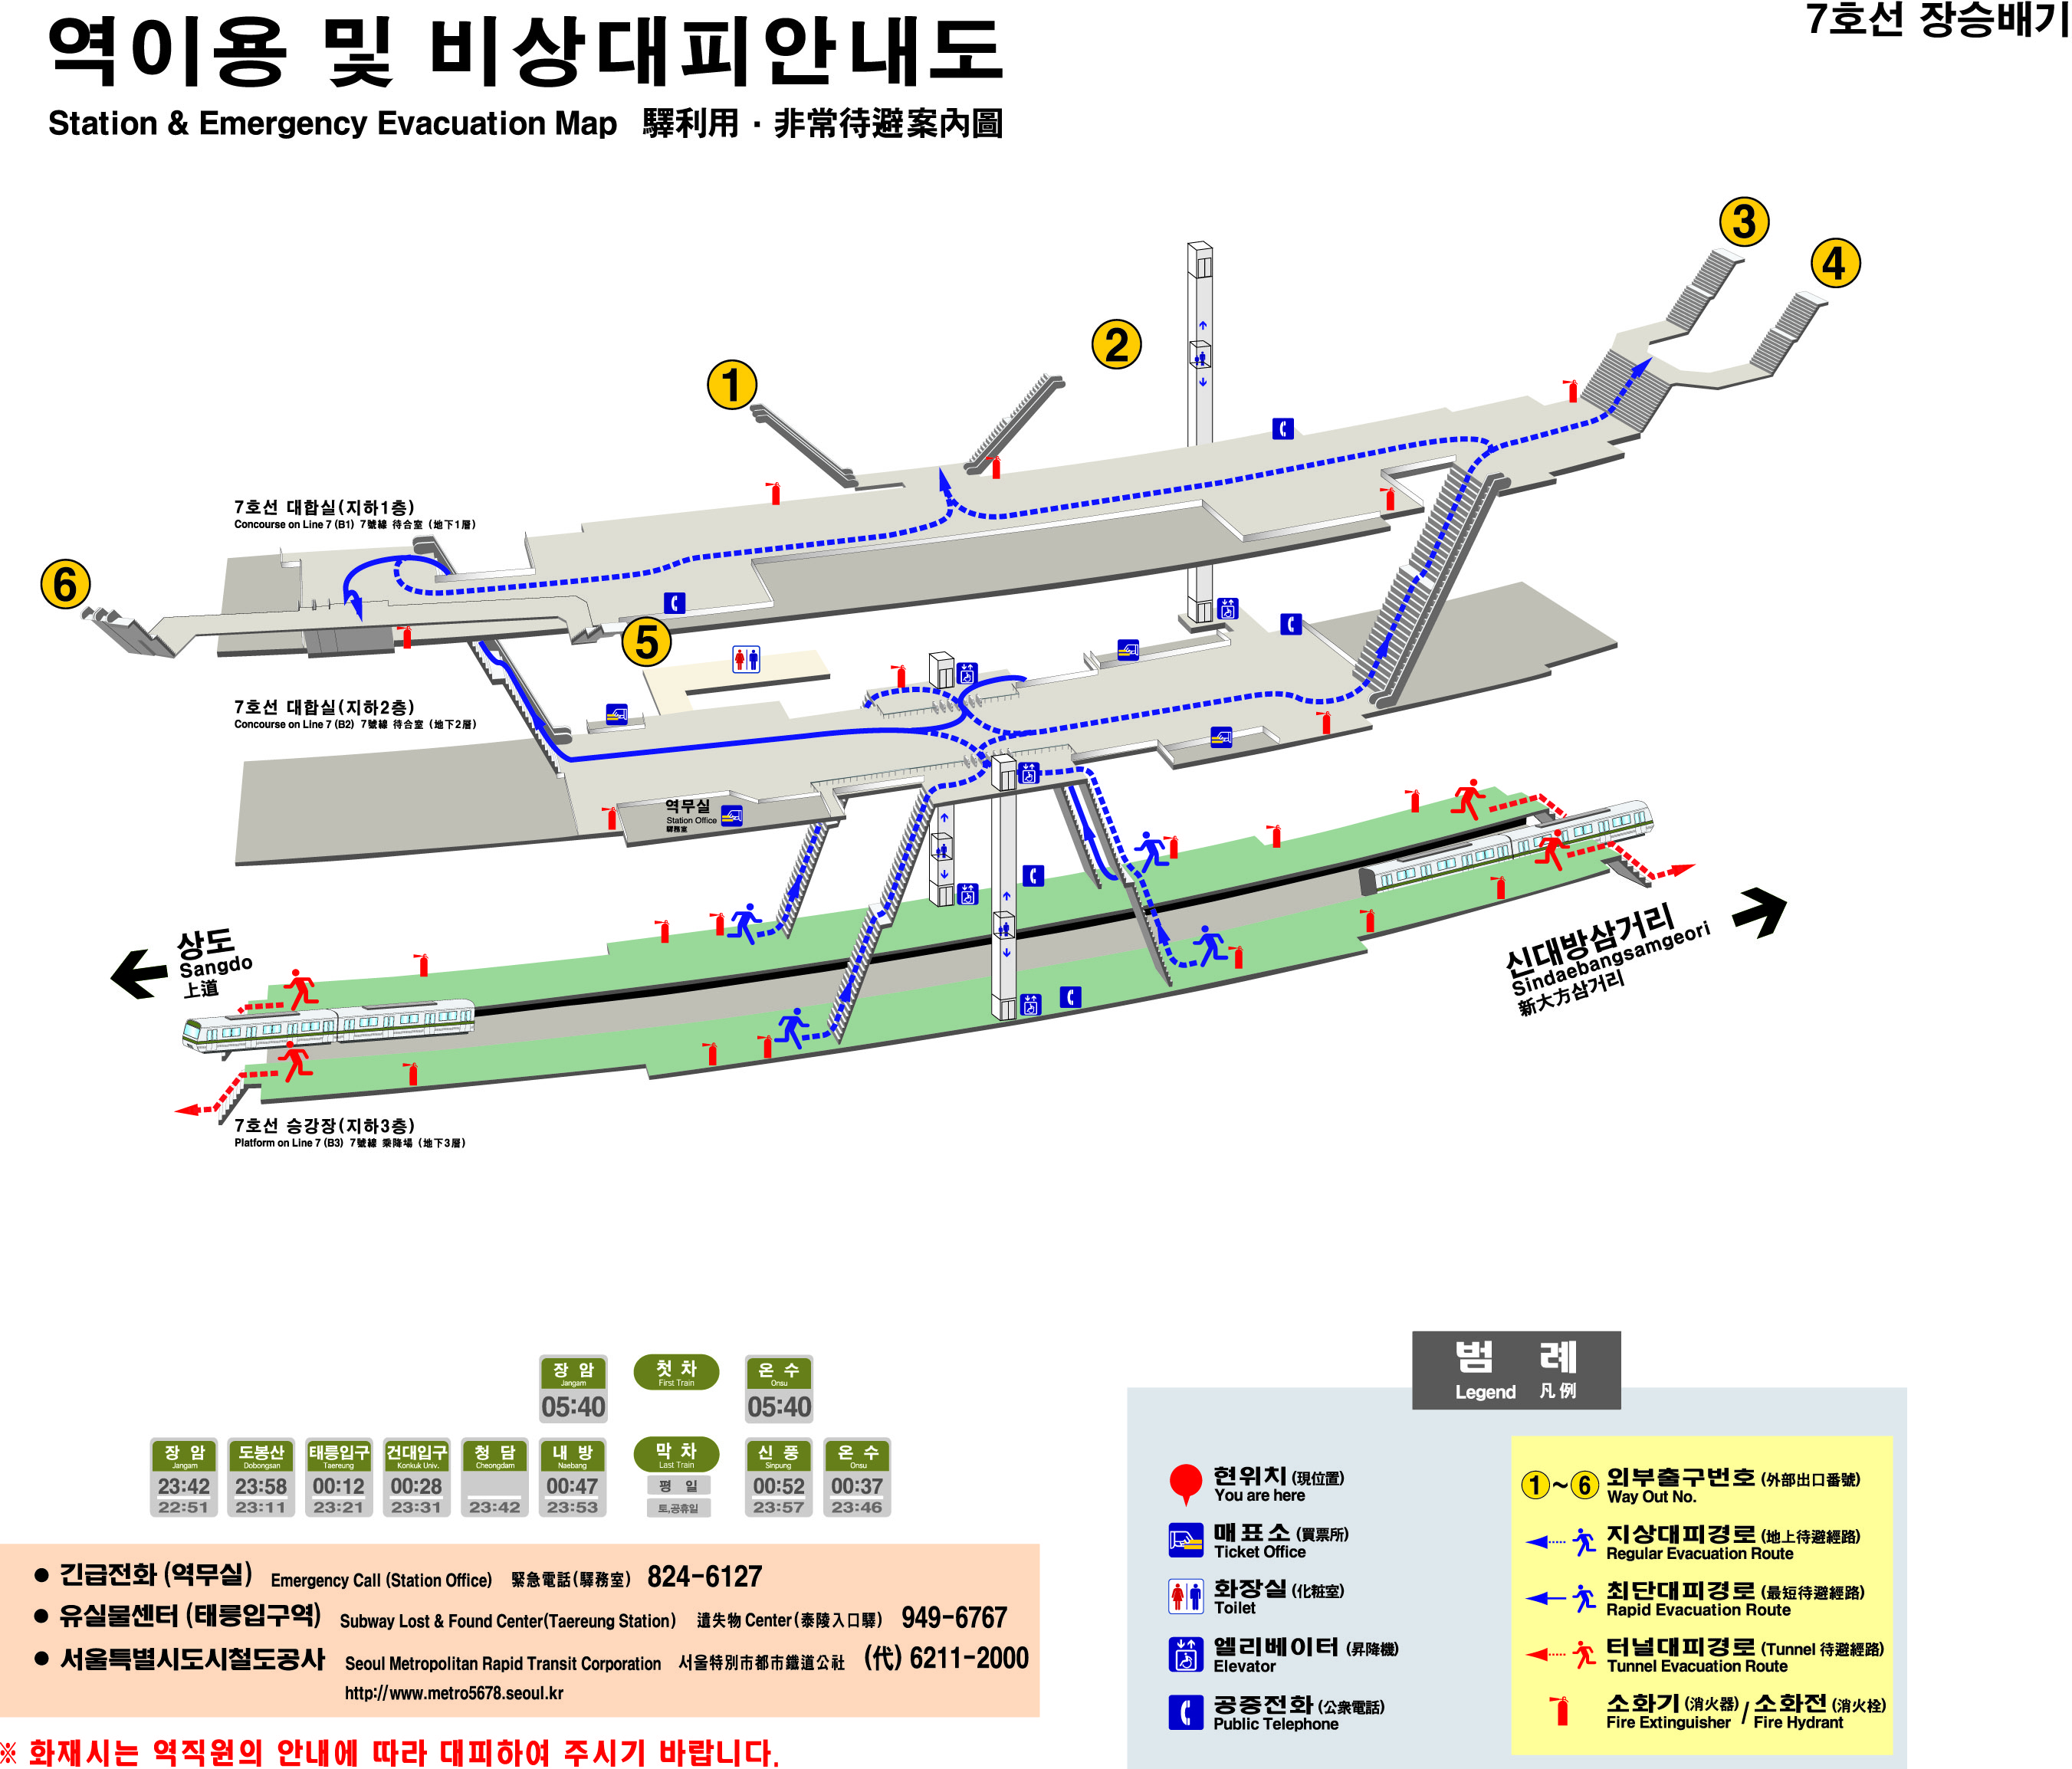 역이용 및 비상대피안내도
Station & Emergency Evacuation Map 驛利用 · 非常待避案內圖
7호선 장승배기
3
4
2
1
7호선 대합실(지하1층)
Concourse on Line 7 (B1) 7號線 待合室 (地下1層)
6
5
7호선 대합실(지하2층)
Concourse on Line 7 (B2) 7號線 待合室 (地下2層)
역무실
Station Office
驛務室
상도
Sangdo
上道
신대방삼거리
Sindaebangsamgeori
新大方삼거리
7호선 승강장(지하3층)
Platform on Line 7 (B3) 7號線 乘降場 (地下3層)
장 암
Jangam
05:40
첫 차
First Train
온 수
Onsu
05:40
장 암
Jangam
23:42
22:51
도봉산
Dobongsan
23:58
23:11
태릉입구
Taereung
00:12
23:21
건대입구
Konkuk Univ.
00:28
23:31
청 담
Cheongdam
23:42
내 방
Naebang
00:47
23:53
막 차
Last Train
평 일
토,공휴일
신 풍
Sinpung
00:52
23:57
온 수
Onsu
00:37
23:46
● 긴급전화 (역무실) Emergency Call (Station Office) 緊急電話(驛務室) 824-6127
● 유실물센터 (태릉입구역) Subway Lost & Found Center(Taereung Station) 遺失物 Center (泰陵入口驛) 949-6767
● 서울특별시도시철도공사 Seoul Metropolitan Rapid Transit Corporation 서울特別市都市鐵道公社 (代) 6211-2000
http://www.metro5678.seoul.kr
※ 화재시는 역직원의 안내에 따라 대피하여 주시기 바랍니다.
범 례
Legend 凡例
현위치 (現位置)
You are here
매표소 (買票所)
Ticket Office
화장실 (化粧室)
Toilet
엘리베이터 (昇降機)
Elevator
공중전화 (公衆電話)
Public Telephone
1~6 외부출구번호 (外部出口番號)
Way Out No.
지상대피경로 (地上待避經路)
Regular Evacuation Route
최단대피경로 (最短待避經路)
Rapid Evacuation Route
터널대피경로 (Tunnel 待避經路)
Tunnel Evacuation Route
소화기 (消火器) / 소화전 (消火栓)
Fire Extinguisher / Fire Hydrant